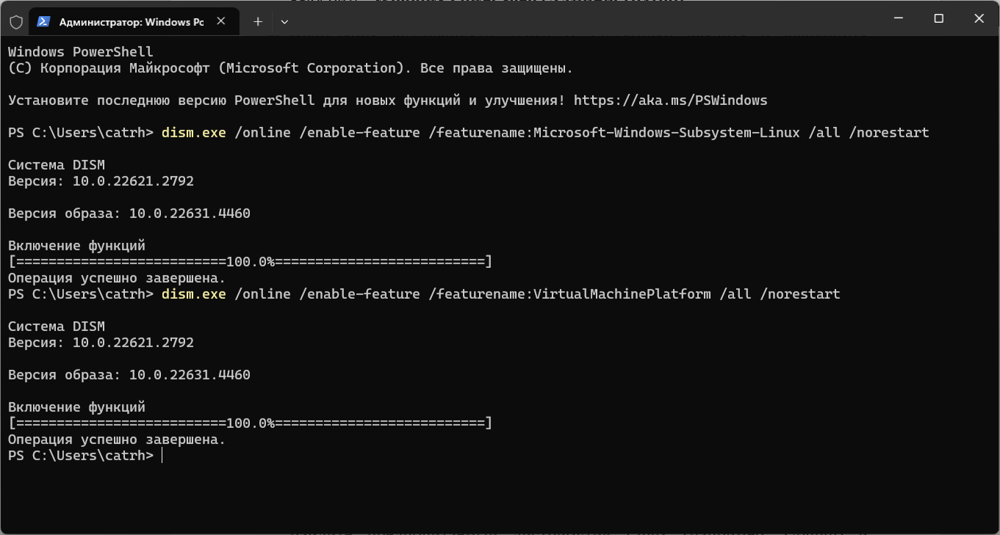 Администратор: Windows Pc
Windows PowerShell
(C) Корпорация Майкрософт (Microsoft Corporation). Все права защищены.
Установите последнюю версию PowerShell для новых функций и улучшения! https://aka.ms/PSWindows
PS C:\Users\catrh> dism.exe /online /enable-feature /featurename:Microsoft-Windows-Subsystem-Linux /all /norestart
Cистема DISM
Версия: 10.0.22621.2792
Версия образа: 10.0.22631.4460
Включение функций
[==========================100.0%==========================]
Операция успешно завершена.
PS C:\Users\catrh> dism.exe /online /enable-feature /featurename:VirtualMachinePlatform /all /norestart
Cистема DISM
Версия: 10.0.22621.2792
Версия образа: 10.0.22631.4460
Включение функций
[==========================100.0%==========================]
Операция успешно завершена.
PS C:\Users\catrh>